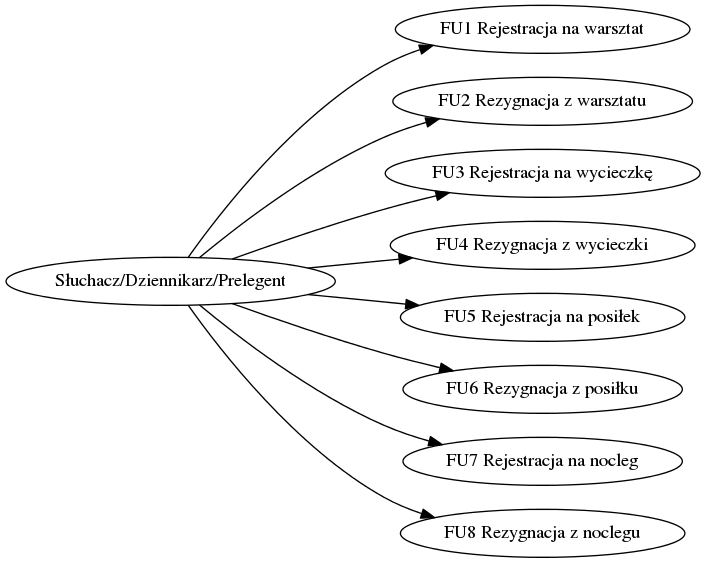 FU1 Rejestracja na warsztat
FU2 Rezygnacja z warsztatu
FU3 Rejestracja na wycieczkę
FU4 Rezygnacja z wycieczki
Słuchacz/Dziennikarz/Prelegent
FU5 Rejestracja na posiłek
FU6 Rezygnacja z posiłku
FU7 Rejestracja na nocleg
FU8 Rezygnacja z noclegu